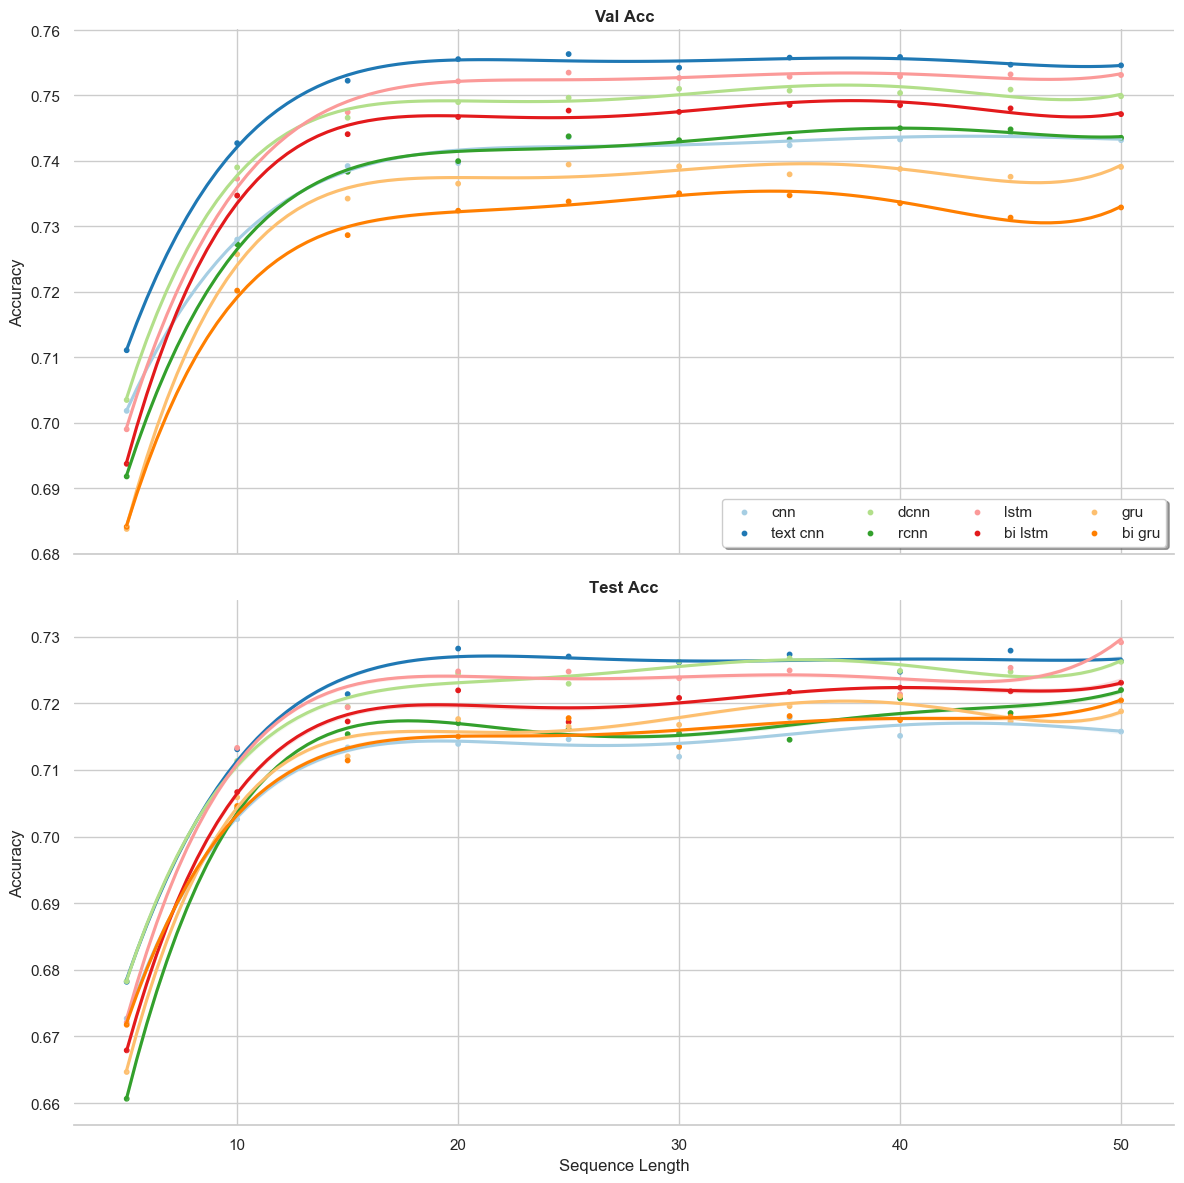 Val Acc
0.76
0.75
0.74
0.73
0.72
0.71
0.70
0.69
0.68
Accuracy
cnn dcnn lstm gru
text cnn rcnn bi lstm bi gru
Test Acc
0.73
0.72
0.71
0.70
0.69
0.68
0.67
0.66
Accuracy
10 20 30 40 50
Sequence Length